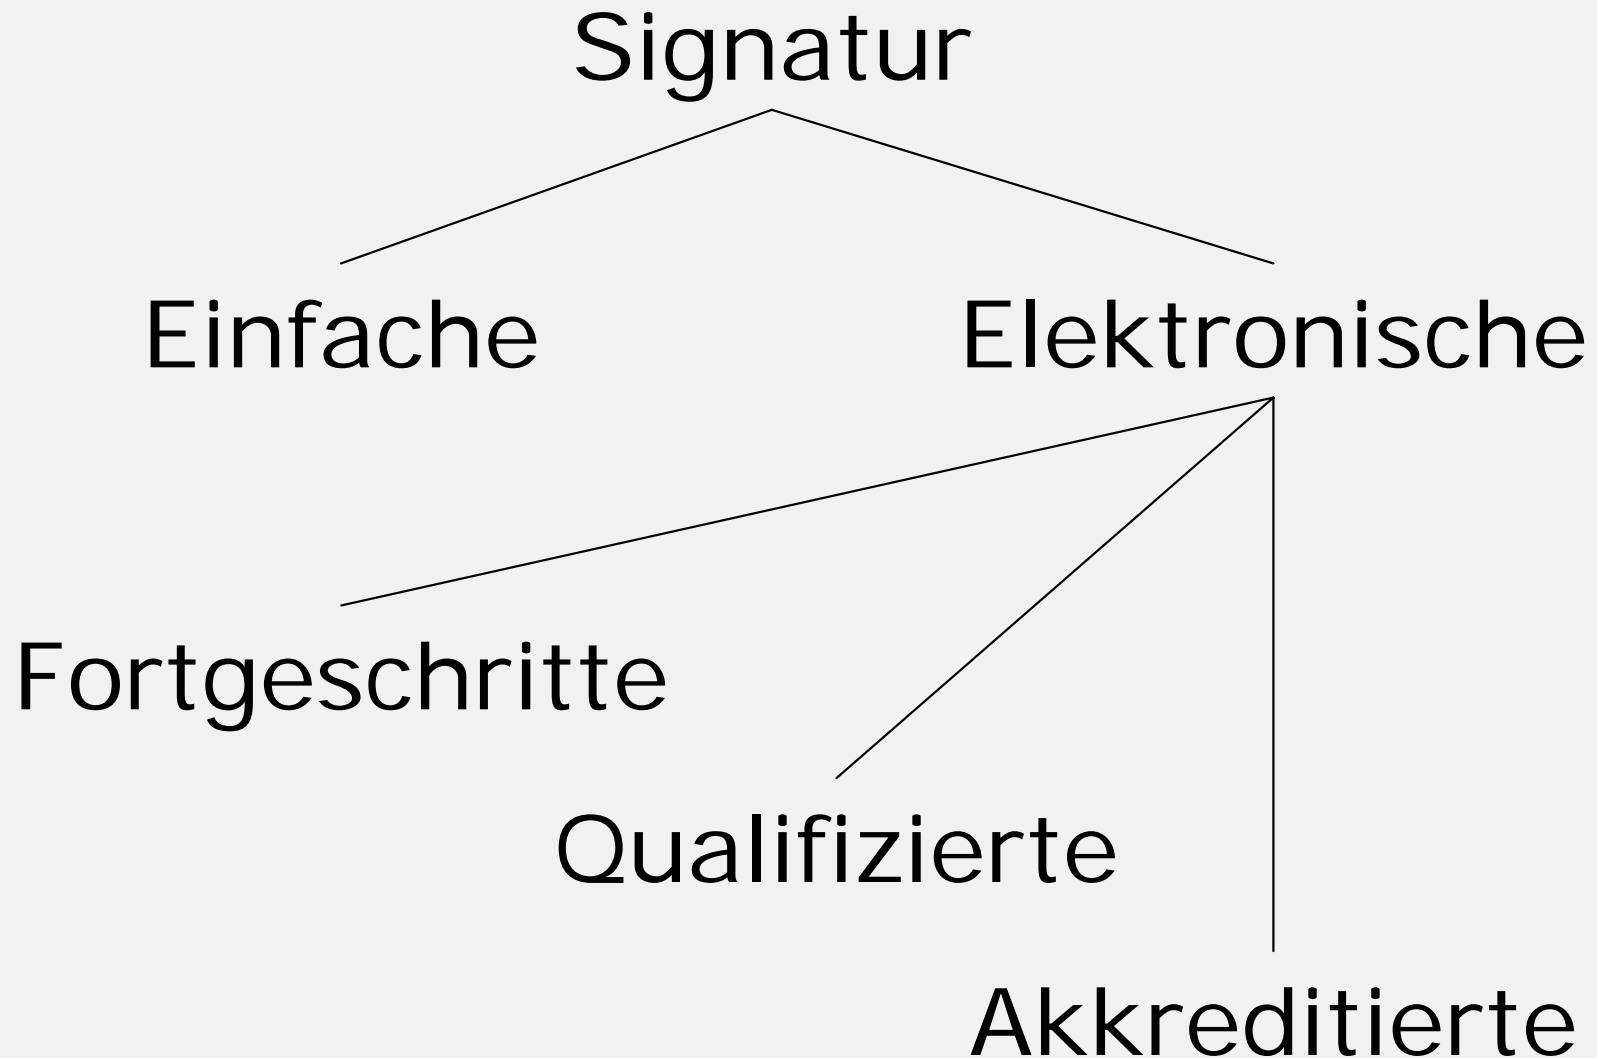 Signatur
Einfache
Elektronische
Fortgeschritte
Qualifizierte
Akkreditierte